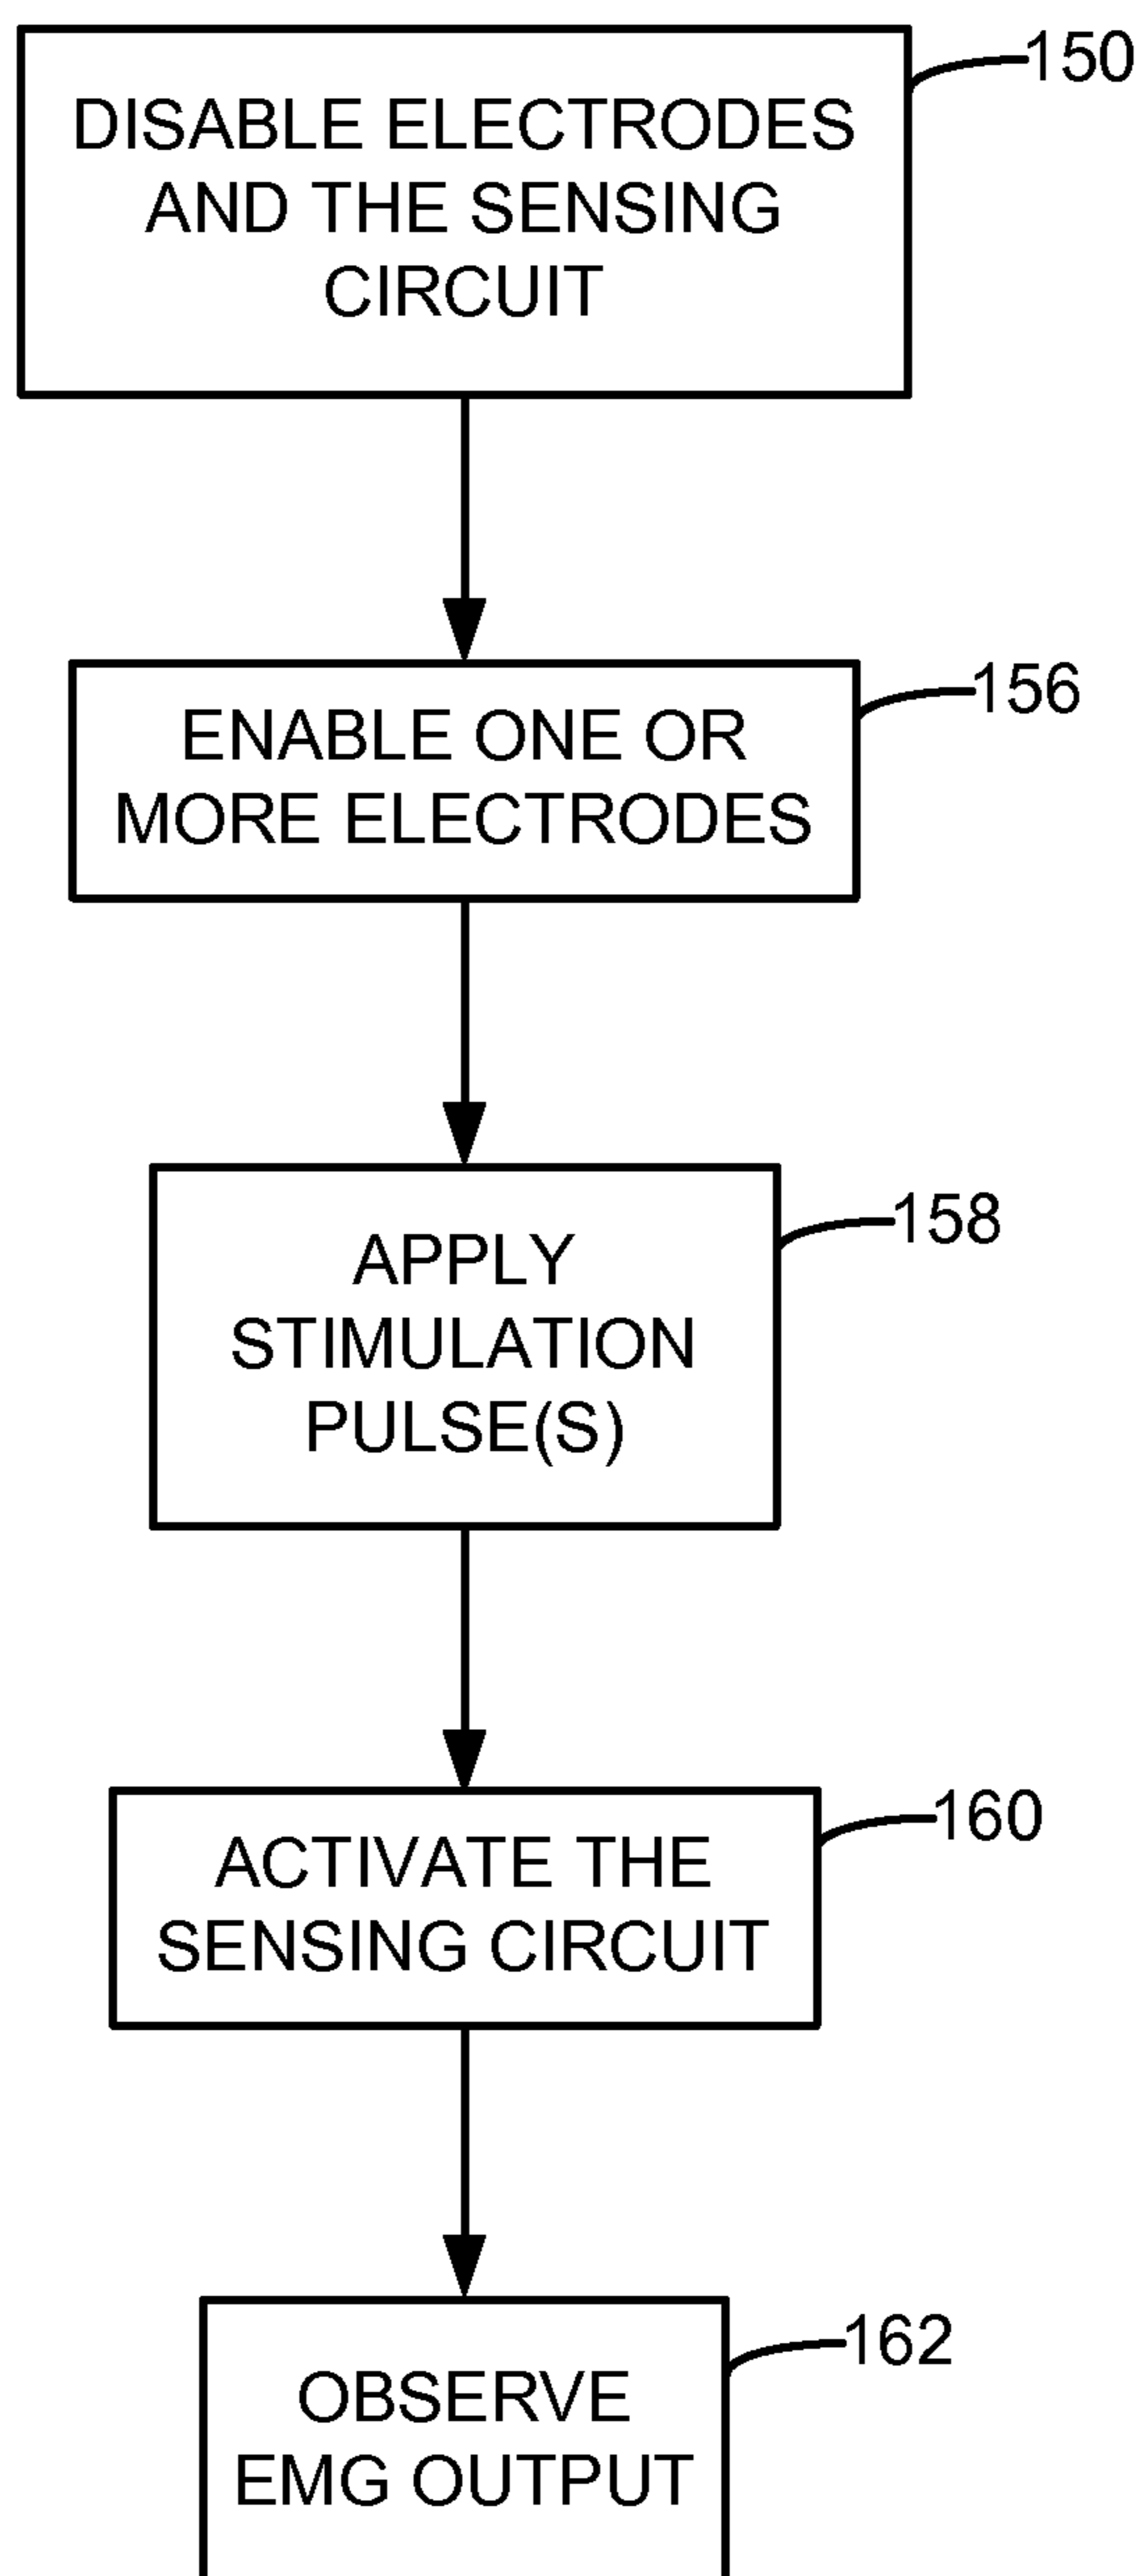 150
DISABLE ELECTRODES
AND THE SENSING
CIRCUIT
156
ENABLE ONE OR
MORE ELECTRODES
158
APPLY
STIMULATION
PULSE(S)
160
ACTIVATE THE
SENSING CIRCUIT
162
OBSERVE
EMG OUTPUT